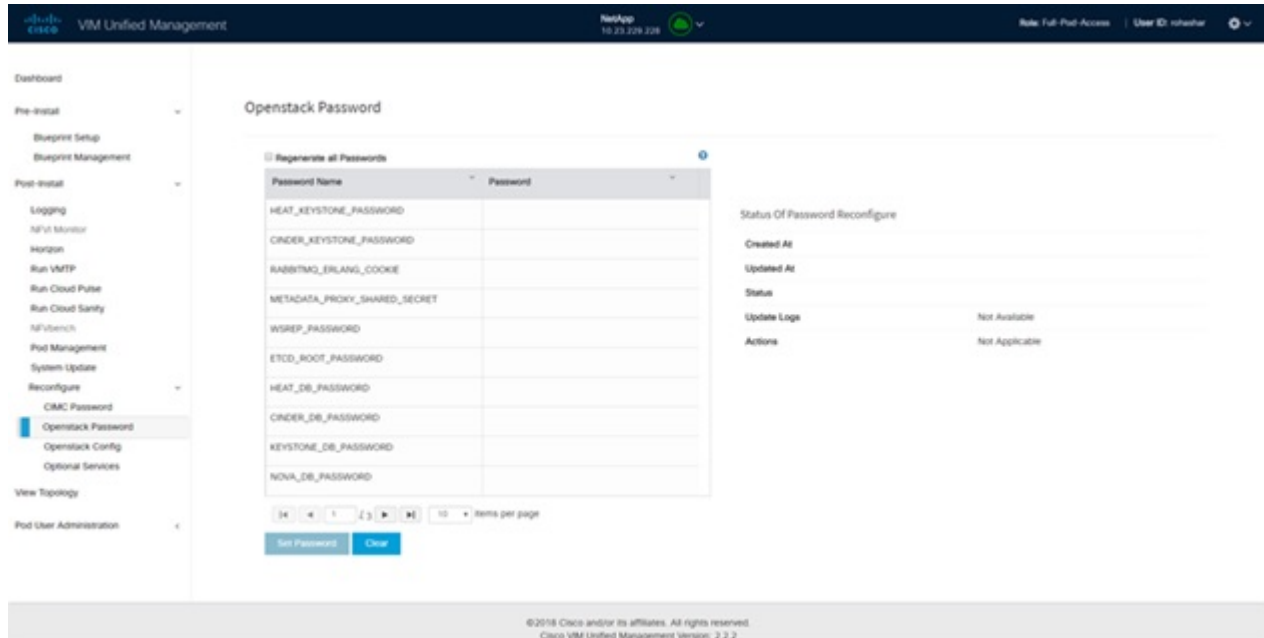 CISCO VIM Unified Management
NetApp
10.23.229.228
Role: Full-Pod-Access | User ID: rohashar
Dashboard
Pre-Install
Blueprint Setup
Blueprint Management
Post-Install
Logging
NFVI Monitor
Horizon
Run VMTP
Run Cloud Pulse
Run Cloud Sanity
NFVbench
Pod Management
System Update
Reconfigure
CIMC Password
Openstack Password
Openstack Config
Optional Services
View Topology
Pod User Administration
Openstack Password
Regenerate all Passwords
Password Name Password
HEAT_KEYSTONE_PASSWORD
CINDER_KEYSTONE_PASSWORD
RABBITMQ_ERLANG_COOKIE
METADATA_PROXY_SHARED_SECRET
WSREP_PASSWORD
ETCD_ROOT_PASSWORD
HEAT_DB_PASSWORD
CINDER_DB_PASSWORD
KEYSTONE_DB_PASSWORD
NOVA_DB_PASSWORD
1 / 3 10 items per page
Set Password Clear
Status Of Password Reconfigure
Created At
Updated At
Status
Update Logs Not Available
Actions Not Applicable
©2018 Cisco and/or its affiliates. All rights reserved.
Cisco VIM Unified Management Version: 2.2.2